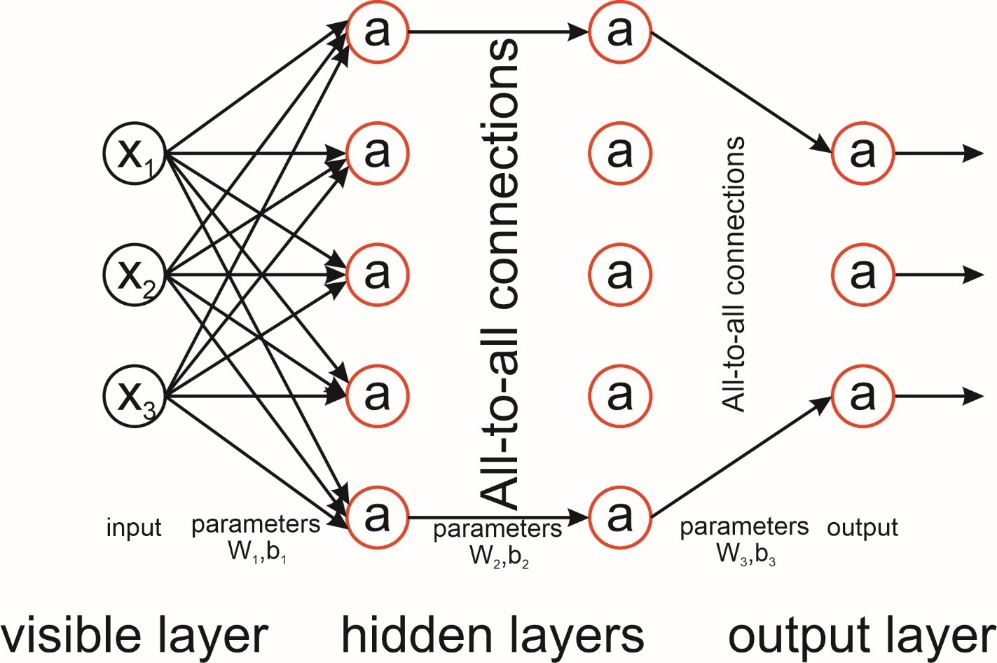 a a
x1 a a a
All-to-all connections
All-to-all connections
x2 a a a
x3 a a a
a a
input parameters parameters parameters output
W1,b1 W2,b2 W3,b3
visible layer hidden layers output layer